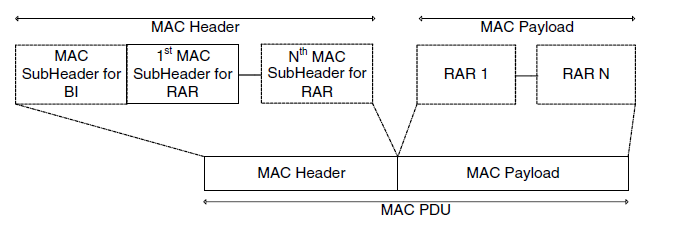 MAC Header
MAC Payload
MAC
SubHeader for
BI
1st MAC
SubHeader for
RAR
Nth MAC
SubHeader for
RAR
RAR 1
RAR N
MAC Header
MAC Payload
MAC PDU